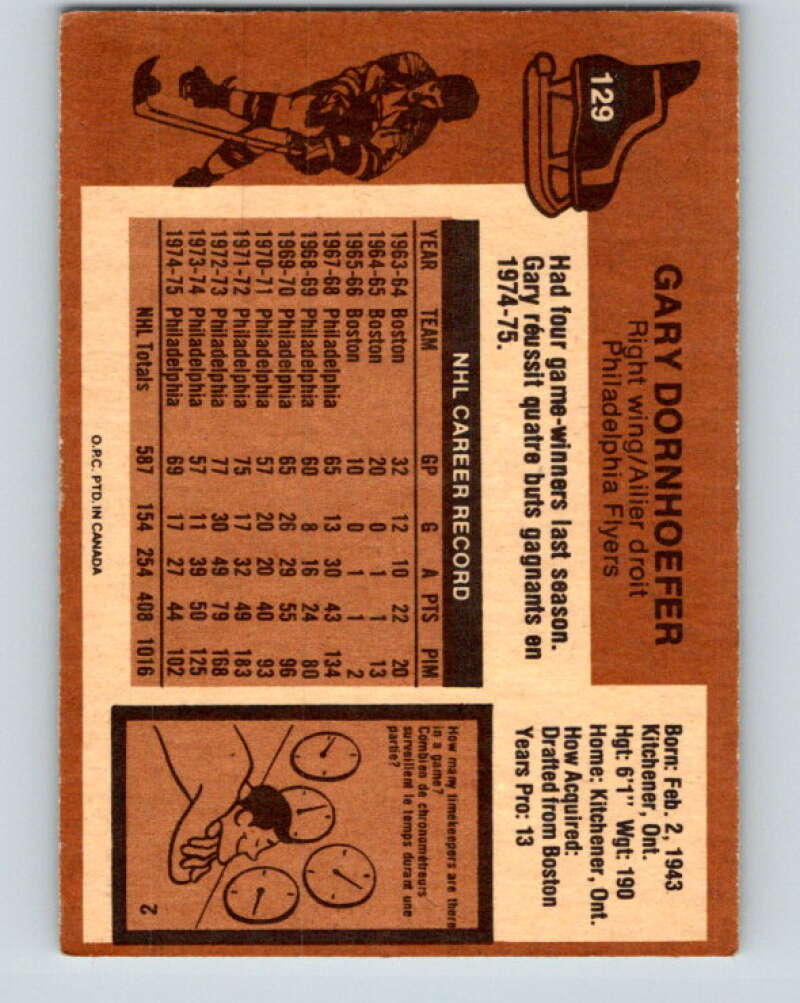 129
GARY DORNHOEFER
Right wing/Ailier droit
Philadelphia Flyers
Born: Feb. 2, 1943
Kitchener, Ont.
Hgt: 6'1" Wgt: 190
Home: Kitchener, Ont.
How Acquired:
Drafted from Boston
Years Pro: 13
Had four game-winners last season.
Gary réussit quatre buts gagnants en
1974-75.
NHL CAREER RECORD
YEAR TEAM GP G A PTS PIM
1963-64 Boston 32 12 10 22 20
1964-65 Boston 20 0 1 1 13
1965-66 Boston 10 0 1 1 2
1967-68 Philadelphia 65 13 30 43 134
1968-69 Philadelphia 60 8 16 24 80
1969-70 Philadelphia 65 26 29 55 96
1970-71 Philadelphia 57 20 20 40 93
1971-72 Philadelphia 75 17 32 49 183
1972-73 Philadelphia 77 30 49 79 168
1973-74 Philadelphia 57 11 39 50 125
1974-75 Philadelphia 69 17 27 44 102
NHL Totals 587 154 254 408 1016
How many timekeepers are there
in a game?
Combien de chronométreurs
surveillent le temps durant une
partie?
2
O.P.C. PTD. IN CANADA